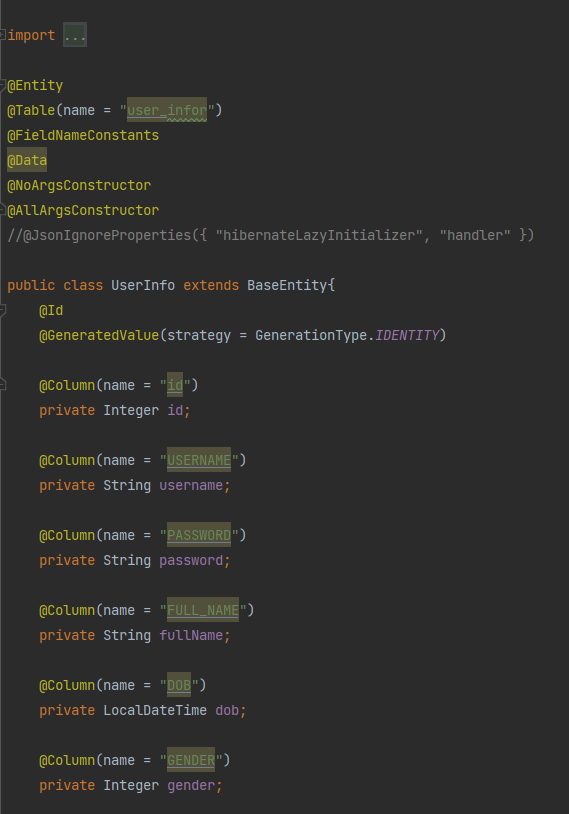 import ...
@Entity
@Table(name = "user_infor")
@FieldNameConstants
@Data
@NoArgsConstructor
@AllArgsConstructor
//@JsonIgnoreProperties({ "hibernateLazyInitializer", "handler" })
public class UserInfo extends BaseEntity{
@Id
@GeneratedValue(strategy = GenerationType.IDENTITY)
@Column(name = "id")
private Integer id;
@Column(name = "USERNAME")
private String username;
@Column(name = "PASSWORD")
private String password;
@Column(name = "FULL_NAME")
private String fullName;
@Column(name = "DOB")
private LocalDateTime dob;
@Column(name = "GENDER")
private Integer gender;